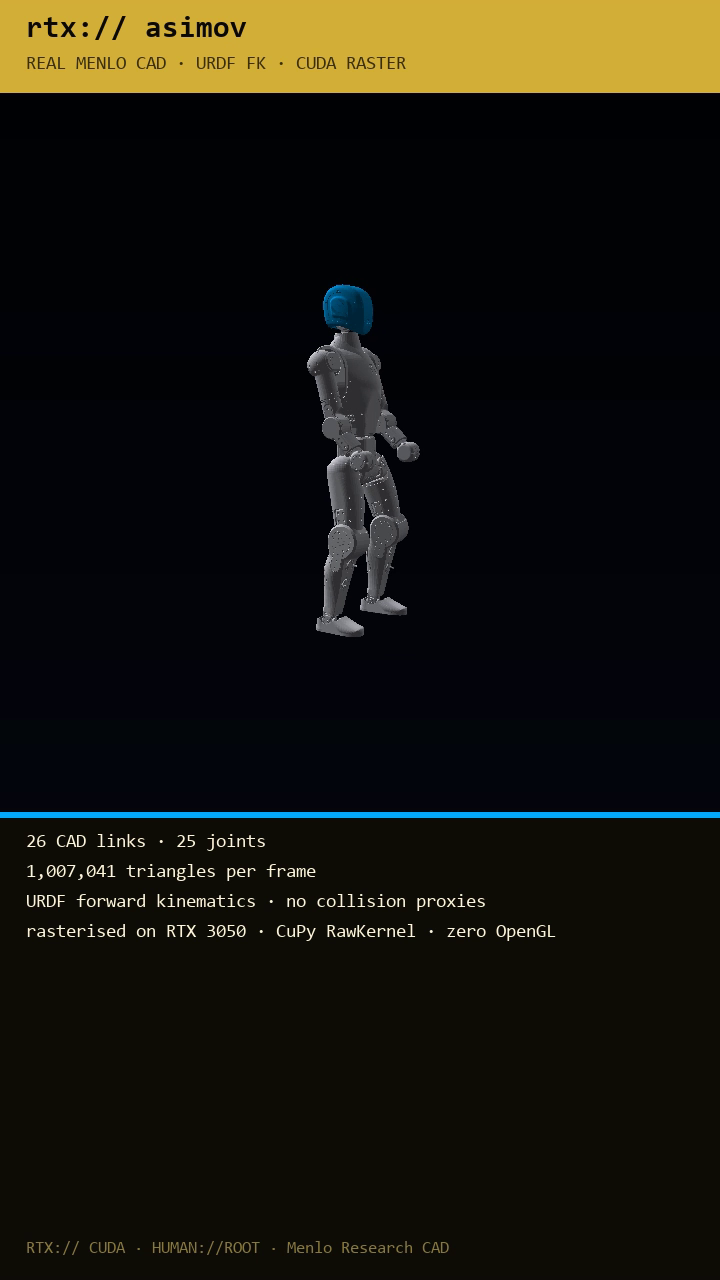 rtx:// asimov
REAL MENLO CAD · URDF FK · CUDA RASTER
26 CAD links · 25 joints
1,007,041 triangles per frame
URDF forward kinematics · no collision proxies
rasterised on RTX 3050 · CuPy RawKernel · zero OpenGL
RTX:// CUDA · HUMAN://ROOT · Menlo Research CAD